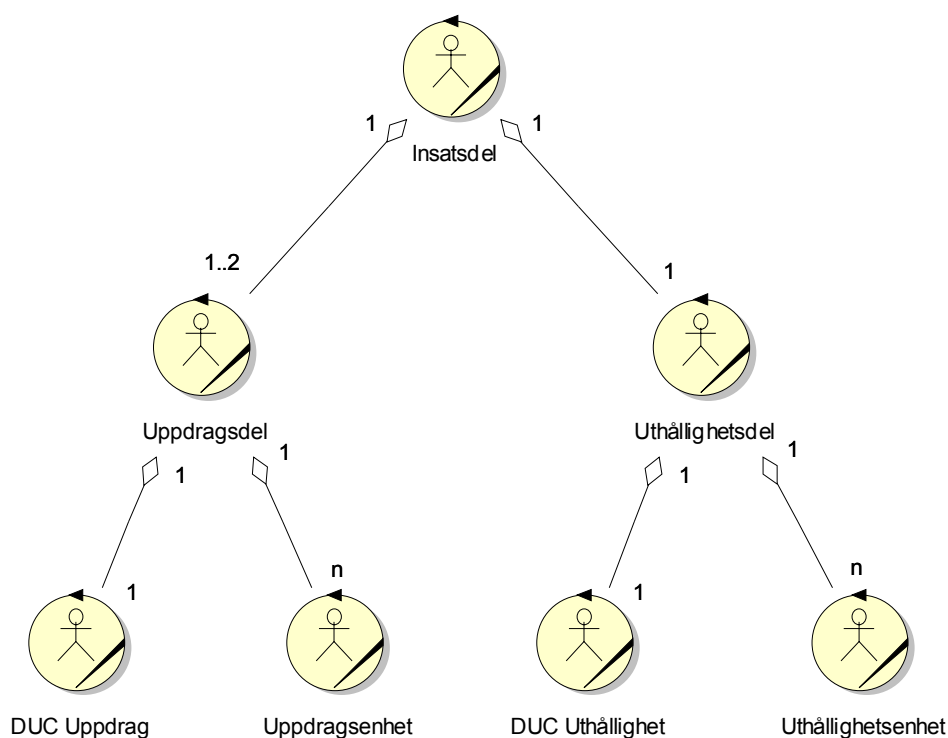 1
1
Insatsdel
1..2
1
Uppdragsdel
Uthållighetsdel
1
1
1
1
1
n
1
n
DUC Uppdrag
Uppdragsenhet
DUC Uthållighet
Uthållighetsenhet